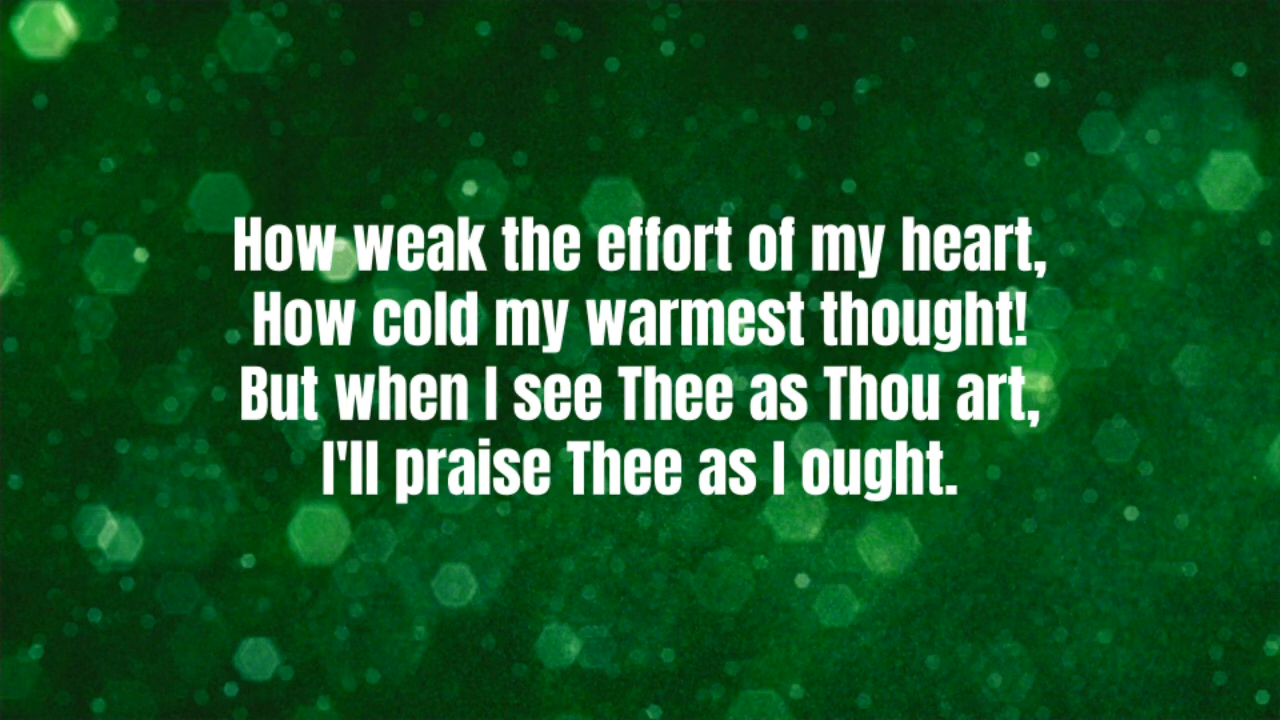 How weak the effort of my heart,
How cold my warmest thought!
But when I see Thee as Thou art,
I'll praise Thee as I ought.